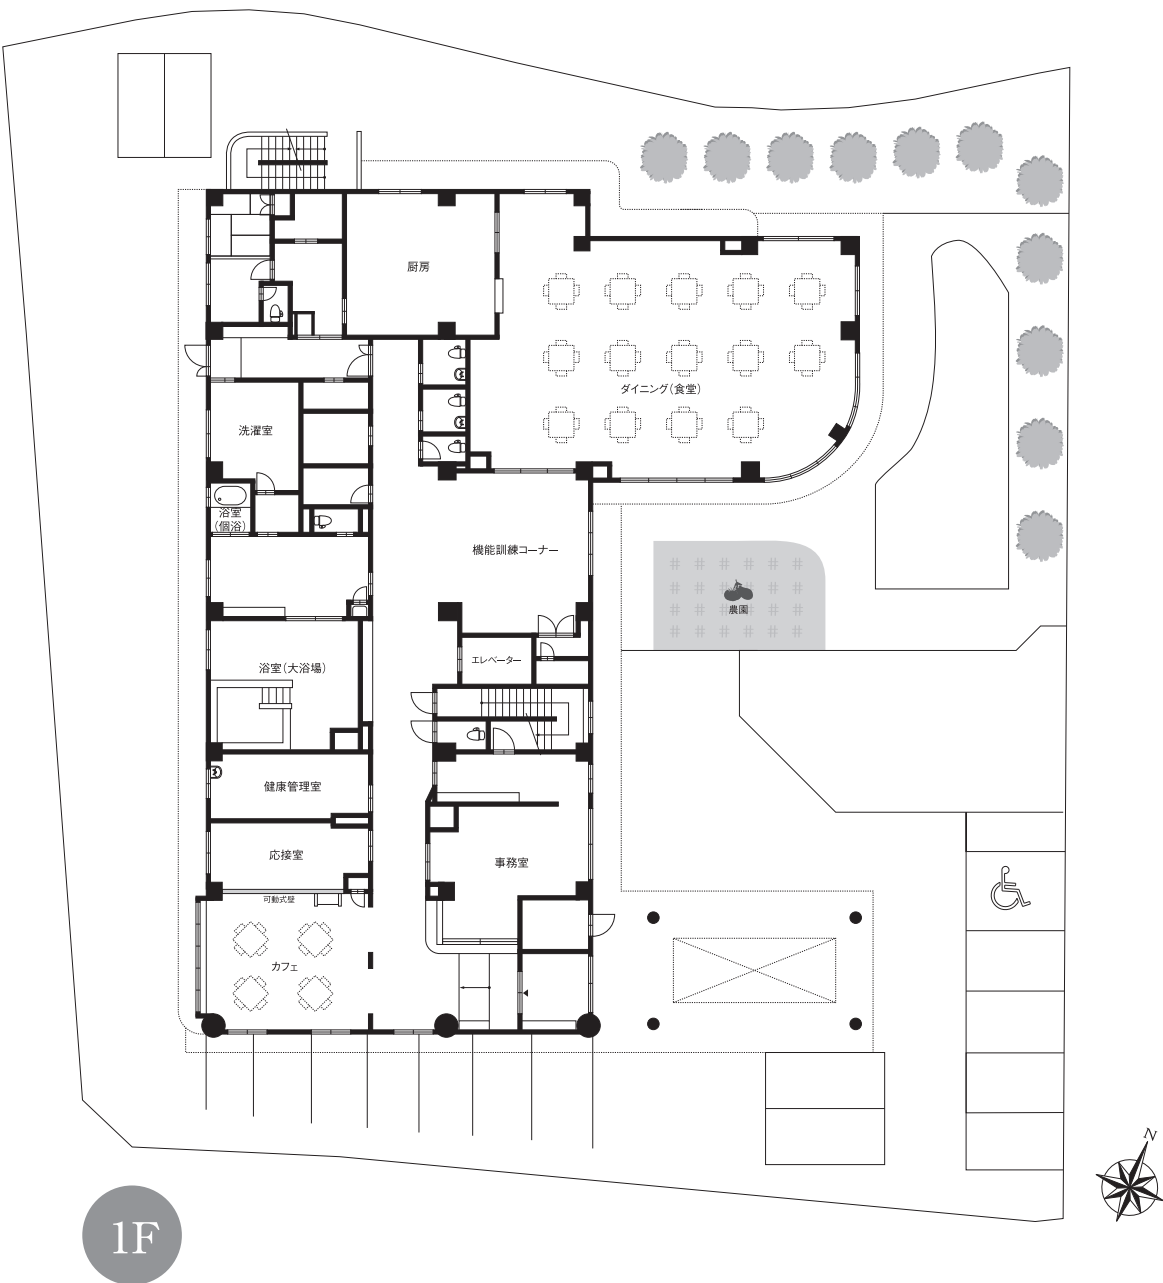 厨房
ダイニング(食堂)
洗濯室
浴室
(個浴)
機能訓練コーナー
農園
エレベーター
浴室(大浴場)
健康管理室
応接室
事務室
可動式壁
カフェ
N
1F